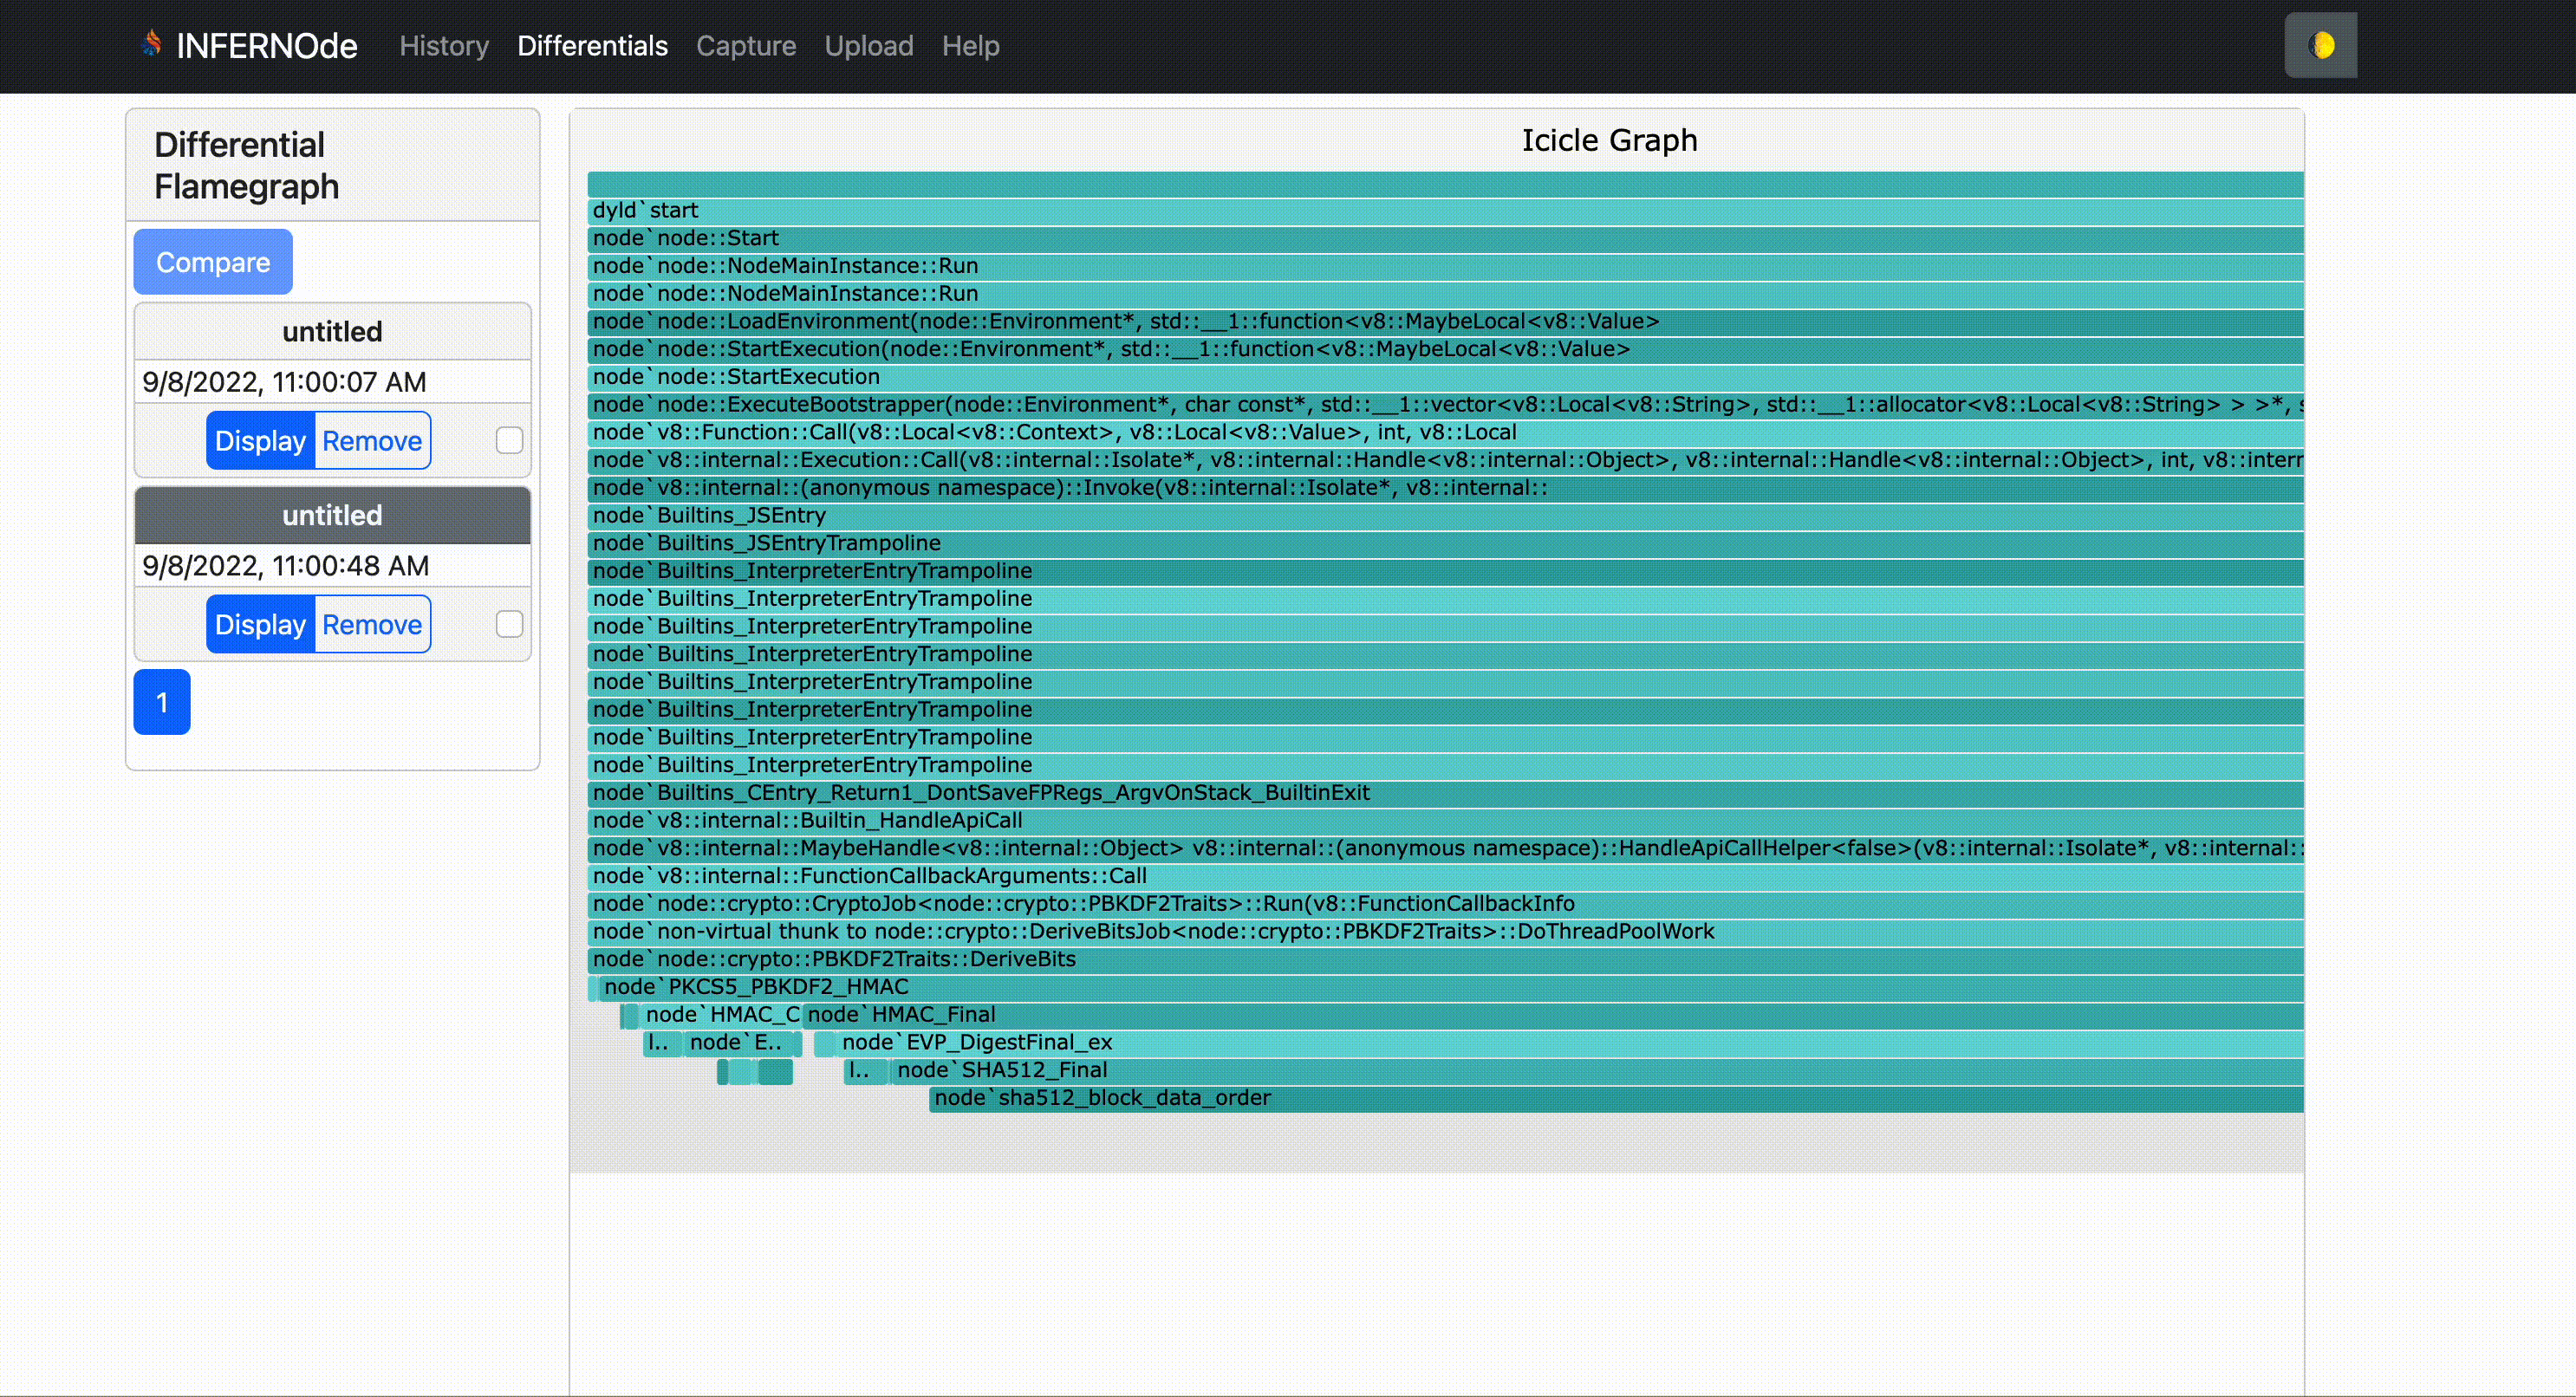 INFERNOde History Differentials Capture Upload Help
Differential
Flamegraph
Compare
untitled
9/8/2022, 11:00:07 AM
Display Remove
untitled
9/8/2022, 11:00:48 AM
Display Remove
1
Icicle Graph
dyld`start
node`node::Start
node`node::NodeMainInstance::Run
node`node::NodeMainInstance::Run
node`node::LoadEnvironment(node::Environment*, std::__1::function<v8::MaybeLocal<v8::Value>
node`node::StartExecution(node::Environment*, std::__1::function<v8::MaybeLocal<v8::Value>
node`node::StartExecution
node`node::ExecuteBootstrapper(node::Environment*, char const*, std::__1::vector<v8::Local<v8::String>, std::__1::allocator<v8::Local<v8::String> > >*, s
node`v8::Function::Call(v8::Local<v8::Context>, v8::Local<v8::Value>, int, v8::Local
node`v8::internal::Execution::Call(v8::internal::Isolate*, v8::internal::Handle<v8::internal::Object>, v8::internal::Handle<v8::internal::Object>, int, v8::intern
node`v8::internal::(anonymous namespace)::Invoke(v8::internal::Isolate*, v8::internal::
node`Builtins_JSEntry
node`Builtins_JSEntryTrampoline
node`Builtins_InterpreterEntryTrampoline
node`Builtins_InterpreterEntryTrampoline
node`Builtins_InterpreterEntryTrampoline
node`Builtins_InterpreterEntryTrampoline
node`Builtins_InterpreterEntryTrampoline
node`Builtins_InterpreterEntryTrampoline
node`Builtins_InterpreterEntryTrampoline
node`Builtins_InterpreterEntryTrampoline
node`Builtins_CEntry_Return1_DontSaveFPRegs_ArgvOnStack_BuiltinExit
node`v8::internal::Builtin_HandleApiCall
node`v8::internal::MaybeHandle<v8::internal::Object> v8::internal::(anonymous namespace)::HandleApiCallHelper<false>(v8::internal::Isolate*, v8::internal::
node`v8::internal::FunctionCallbackArguments::Call
node`node::crypto::CryptoJob<node::crypto::PBKDF2Traits>::Run(v8::FunctionCallbackInfo
node`non-virtual thunk to node::crypto::DeriveBitsJob<node::crypto::PBKDF2Traits>::DoThreadPoolWork
node`node::crypto::PBKDF2Traits::DeriveBits
node`PKCS5_PBKDF2_HMAC
node`HMAC_C node`HMAC_Final
l.. node`E.. node`EVP_DigestFinal_ex
l.. node`SHA512_Final
node`sha512_block_data_order